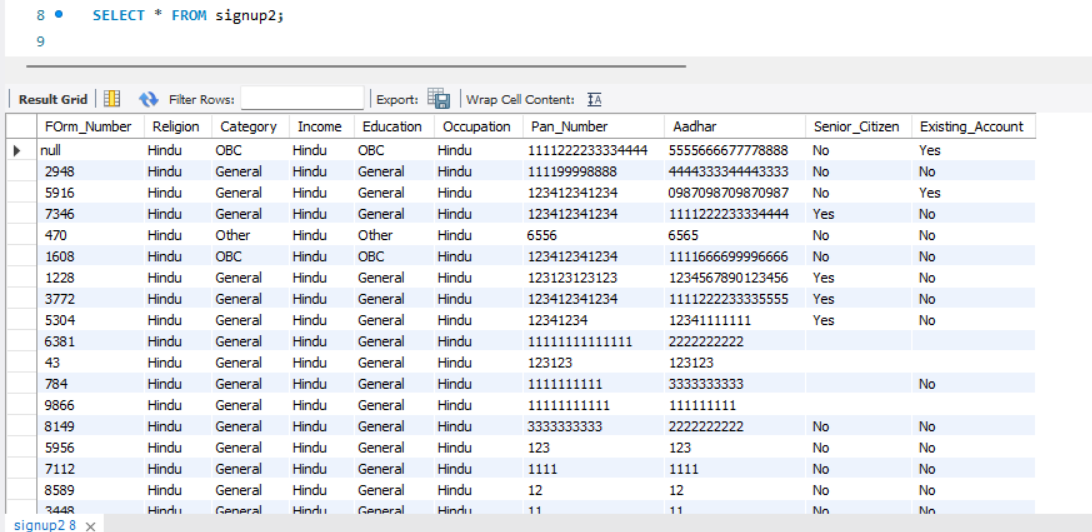 8 SELECT * FROM signup2;
9
Result Grid Filter Rows: Export: Wrap Cell Content:
FOrm_Number Religion Category Income Education Occupation Pan_Number Aadhar Senior_Citizen Existing_Account
null Hindu OBC Hindu OBC Hindu 1111222233334444 5555666677778888 No Yes
2948 Hindu General Hindu General Hindu 111199998888 4444333344443333 No No
5916 Hindu General Hindu General Hindu 123412341234 0987098709870987 No Yes
7346 Hindu General Hindu General Hindu 123412341234 1111222233334444 Yes No
470 Hindu Other Hindu Other Hindu 6556 6565 No No
1608 Hindu OBC Hindu OBC Hindu 123412341234 1111666699996666 No No
1228 Hindu General Hindu General Hindu 123123123123 1234567890123456 Yes No
3772 Hindu General Hindu General Hindu 123412341234 1111222233335555 Yes No
5304 Hindu General Hindu General Hindu 12341234 12341111111 Yes No
6381 Hindu General Hindu General Hindu 11111111111111 2222222222
43 Hindu General Hindu General Hindu 123123 123123
784 Hindu General Hindu General Hindu 1111111111 3333333333 No
9866 Hindu General Hindu General Hindu 11111111111 111111111
8149 Hindu General Hindu General Hindu 3333333333 2222222222 No No
5956 Hindu General Hindu General Hindu 123 123 No No
7112 Hindu General Hindu General Hindu 1111 1111 No No
8589 Hindu General Hindu General Hindu 12 12 No No
3448 Hindu General Hindu General Hindu 11 11 No No
signup2 8